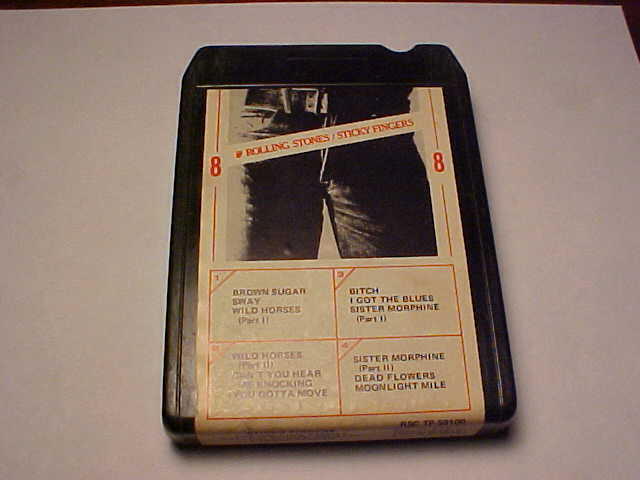 ROLLING STONES / STICKY FINGERS
8 8
1
BROWN SUGAR
SWAY
WILD HORSES
(Part I)
3
BITCH
I GOT THE BLUES
SISTER MORPHINE
(Part I)
2
WILD HORSES
(Part II)
CAN'T YOU HEAR
ME KNOCKING
YOU GOTTA MOVE
4
SISTER MORPHINE
(Part II)
DEAD FLOWERS
MOONLIGHT MILE
RSC TP 59100